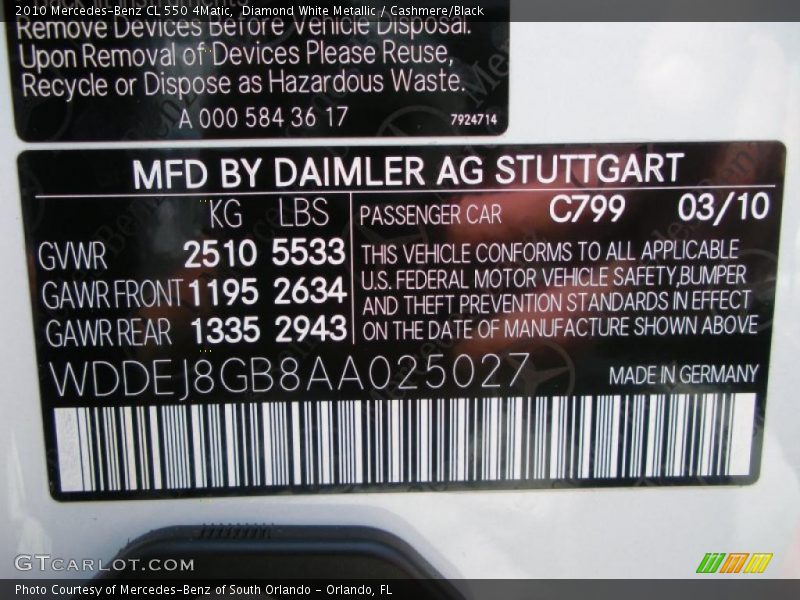 2010 Mercedes-Benz CL 550 4Matic,  Diamond White Metallic / Cashmere/Black
Remove Devices Before Vehicle Disposal.
Upon Removal of Devices Please Reuse,
Recycle or Dispose as Hazardous Waste.
A 000 584 36 17 7924714
MFD BY DAIMLER AG STUTTGART
KG LBS
GVWR 2510 5533
GAWR FRONT 1195 2634
GAWR REAR 1335 2943
PASSENGER CAR C799 03/10
THIS VEHICLE CONFORMS TO ALL APPLICABLE
U.S. FEDERAL MOTOR VEHICLE SAFETY,BUMPER
AND THEFT PREVENTION STANDARDS IN EFFECT
ON THE DATE OF MANUFACTURE SHOWN ABOVE
WDDEJ8GB8AA025027 MADE IN GERMANY
GTCARLOT.COM
Photo Courtesy of Mercedes-Benz of South Orlando - Orlando, FL